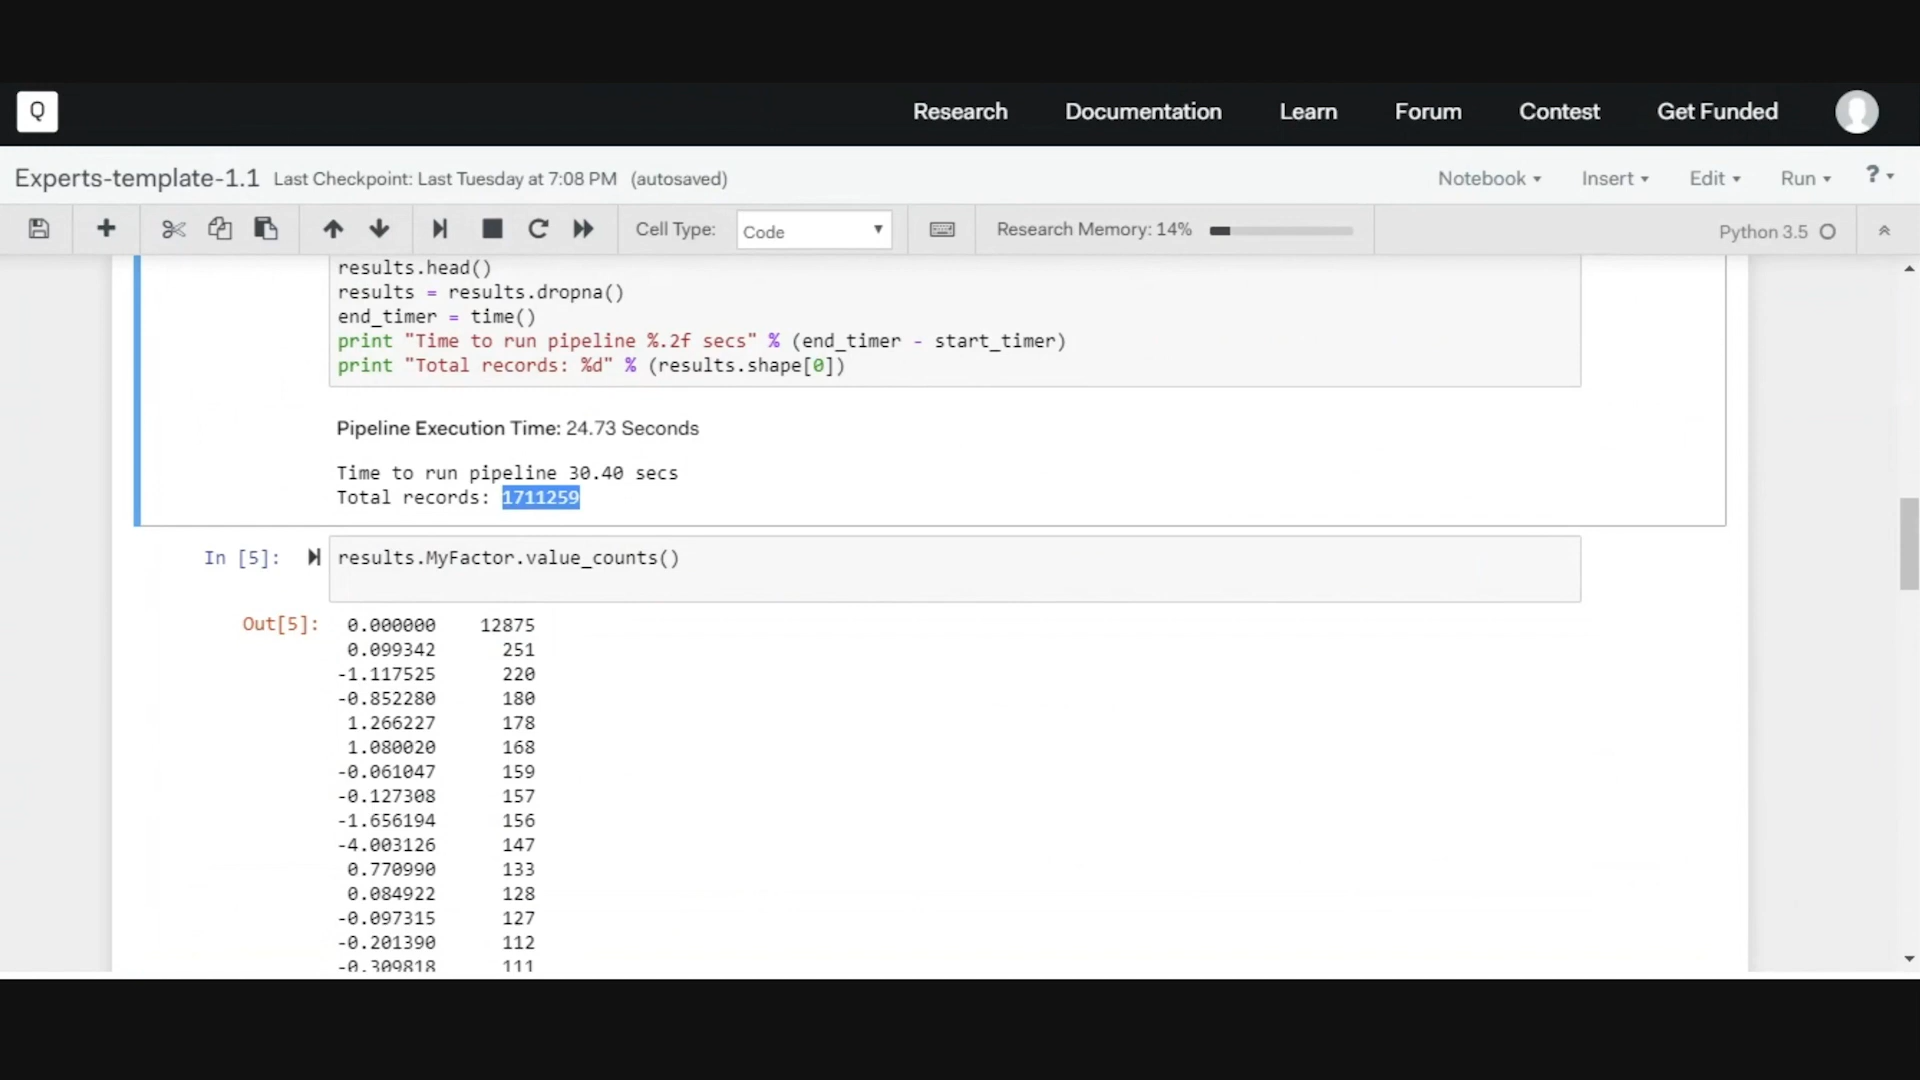 Q
Research Documentation Learn Forum Contest Get Funded
Experts-template-1.1 Last Checkpoint: Last Tuesday at 7:08 PM (autosaved) Notebook Insert Edit Run ?
Cell Type: Code Research Memory: 14% Python 3.5
results.head()
results = results.dropna()
end_timer = time()
print "Time to run pipeline %.2f secs" % (end_timer - start_timer)
print "Total records: %d" % (results.shape[0])
Pipeline Execution Time: 24.73 Seconds
Time to run pipeline 30.40 secs
Total records: 1711259
In [5]: results.MyFactor.value_counts()
Out[5]: 0.000000 12875
0.099342 251
-1.117525 220
-0.852280 180
1.266227 178
1.080020 168
-0.061047 159
-0.127308 157
-1.656194 156
-4.003126 147
0.770990 133
0.084922 128
-0.097315 127
-0.201390 112
-0.309818 111